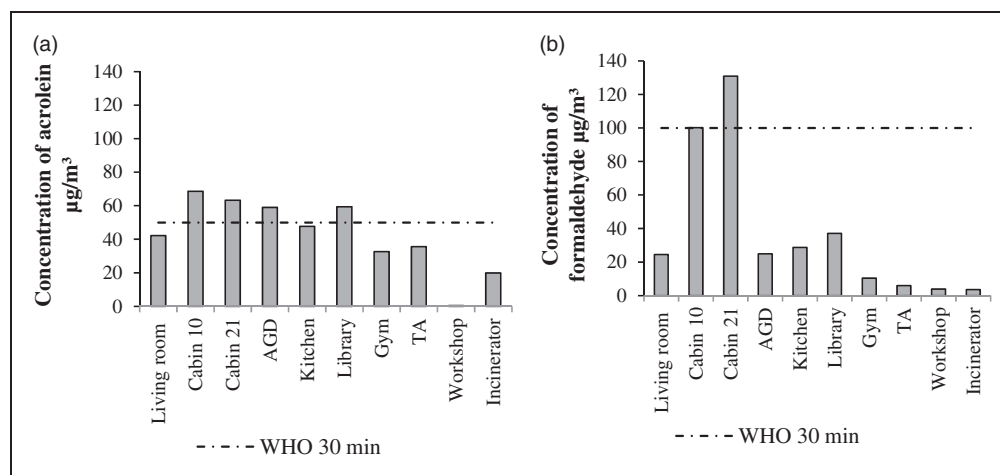 (a)
Concentration of acrolein
µg/m³
140
120
100
80
60
40
20
0
Living room
Cabin 10
Cabin 21
AGD
Kitchen
Library
Gym
TA
Workshop
Incinerator
WHO 30 min
(b)
Concentration of
formaldehyde µg/m³
140
120
100
80
60
40
20
0
Living room
Cabin 10
Cabin 21
AGD
Kitchen
Library
Gym
TA
Workshop
Incinerator
WHO 30 min